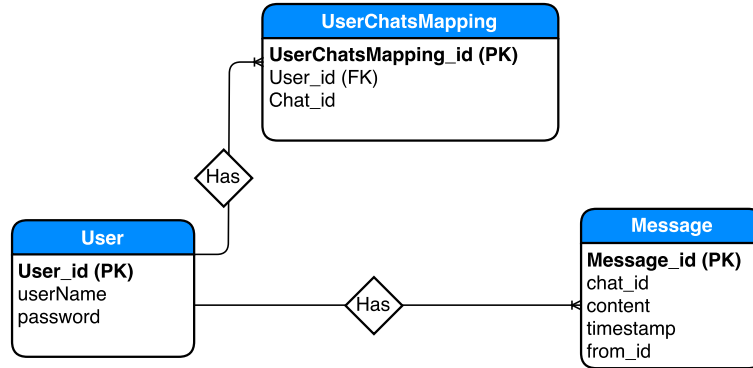 UserChatsMapping
UserChatsMapping_id (PK)
User_id (FK)
Chat_id
Has
User
User_id (PK)
userName
password
Has
Message
Message_id (PK)
chat_id
content
timestamp
from_id